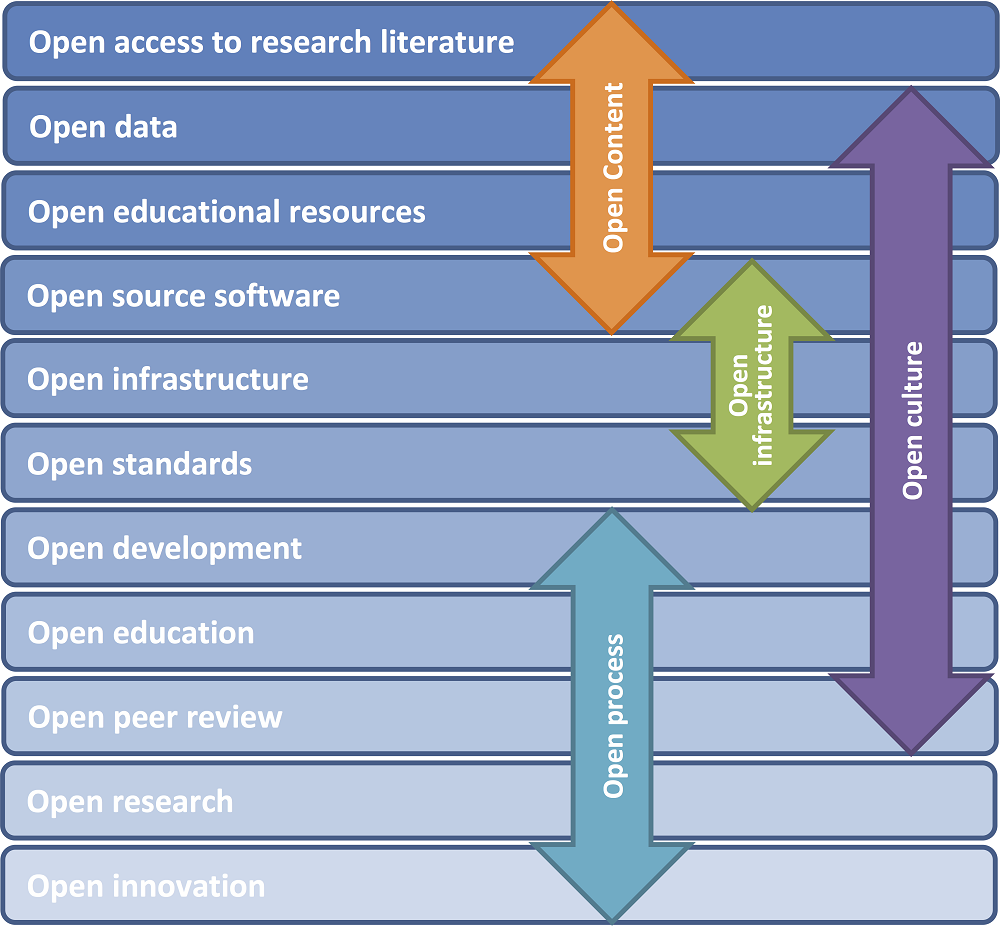 Open access to research literature
Open data
Open educational resources
Open source software
Open infrastructure
Open standards
Open development
Open education
Open peer review
Open research
Open innovation
Open Content
Open
infrastructure
Open culture
Open process